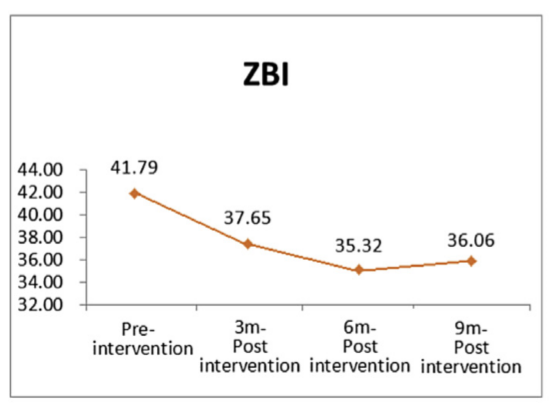 ZBI
44.00
42.00
40.00
38.00
36.00
34.00
32.00
41.79
37.65
35.32
36.06
Pre-
intervention
3m-
Post
intervention
6m-
Post
intervention
9m-
Post
intervention